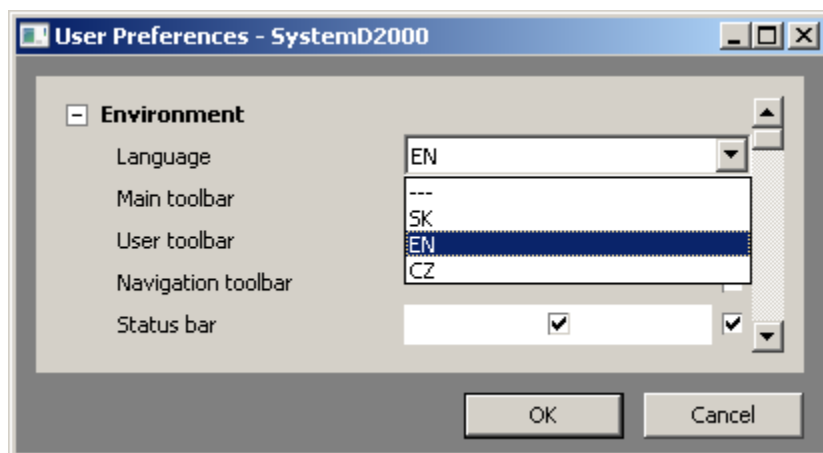 User Preferences - SystemD2000
Environment
Language EN
---
Main toolbar
SK
User toolbar
EN
CZ
Navigation toolbar
Status bar
OK Cancel